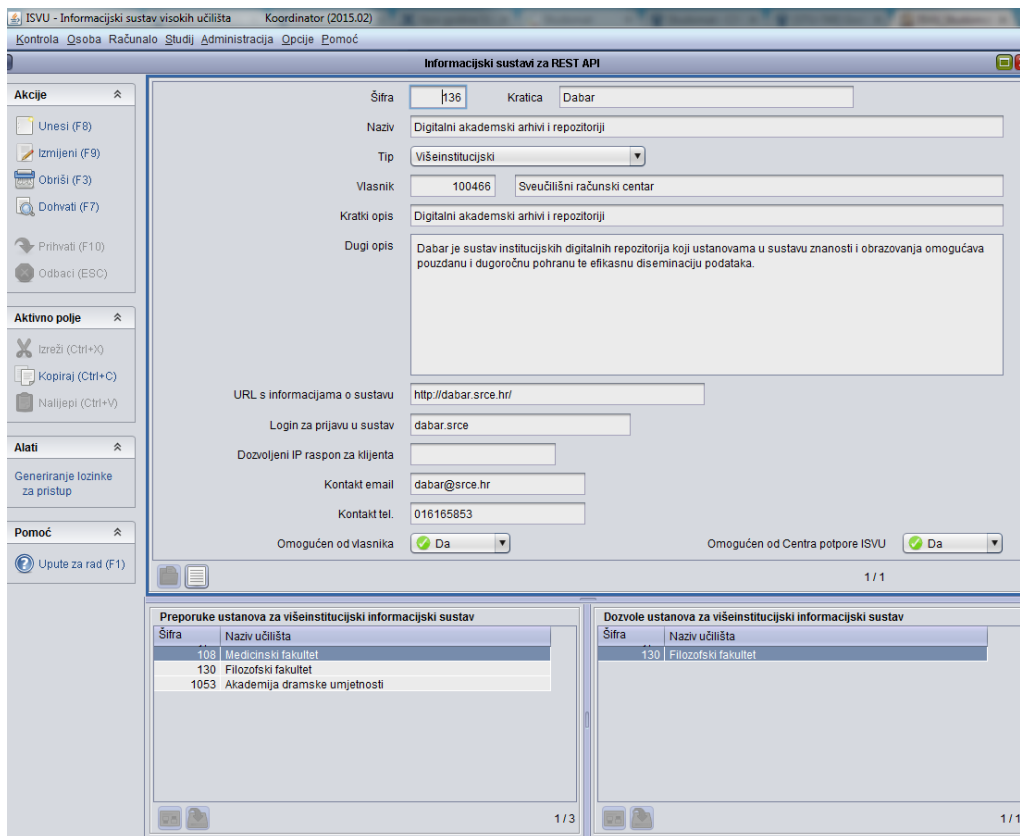 ISVU - Informacijski sustav visokih učilišta Koordinator (2015.02)
Kontrola Osoba Računalo Studij Administracija Opcije Pomoć
Informacijski sustavi za REST API
Akcije
Unesi (F8)
Izmijeni (F9)
Obriši (F3)
Dohvati (F7)
Prihvati (F10)
Odbaci (ESC)
Aktivno polje
Izreži (Ctrl+X)
Kopiraj (Ctrl+C)
Nalijepi (Ctrl+V)
Alati
Generiranje lozinke
za pristup
Pomoć
Upute za rad (F1)
Šifra 136 Kratica Dabar
Naziv Digitalni akademski arhivi i repozitoriji
Tip Višeinstitucijski
Vlasnik 100466 Sveučilišni računski centar
Kratki opis Digitalni akademski arhivi i repozitoriji
Dugi opis Dabar je sustav institucijskih digitalnih repozitorija koji ustanovama u sustavu znanosti i obrazovanja omogućava
pouzdanu i dugoročnu pohranu te efikasnu diseminaciju podataka.
URL s informacijama o sustavu http://dabar.srce.hr/
Login za prijavu u sustav dabar.srce
Dozvoljeni IP raspon za klijenta
Kontakt email dabar@srce.hr
Kontakt tel. 016165853
Omogućen od vlasnika Da Omogućen od Centra potpore ISVU Da
1 / 1
Preporuke ustanova za višeinstitucijski informacijski sustav
Šifra Naziv učilišta
108 Medicinski fakultet
130 Filozofski fakultet
1053 Akademija dramske umjetnosti
1 / 3
Dozvole ustanova za višeinstitucijski informacijski sustav
Šifra Naziv učilišta
130 Filozofski fakultet
1 / 1